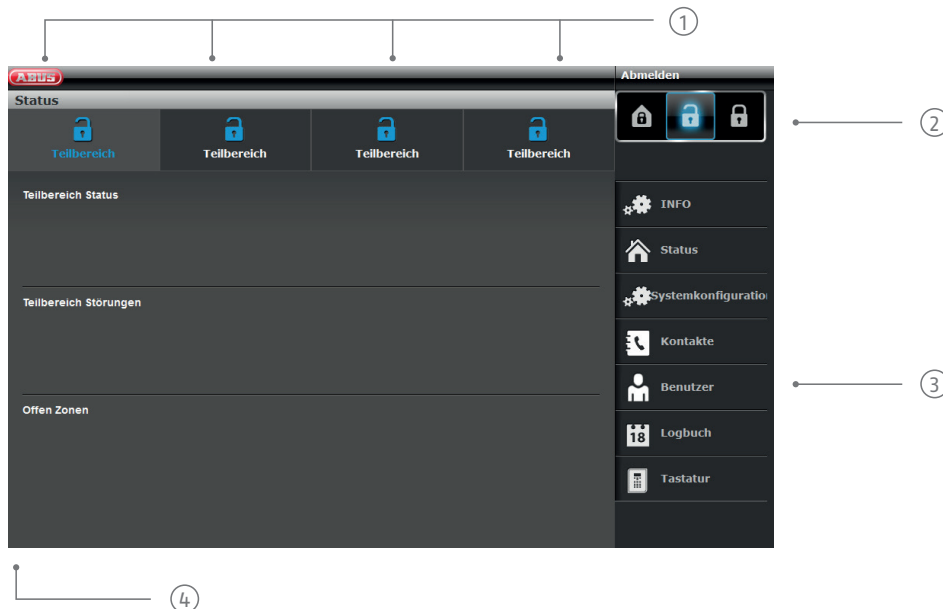 1
ABUS
Abmelden
Status
2
Teilbereich
Teilbereich
Teilbereich
Teilbereich
Teilbereich Status
INFO
Status
Teilbereich Störungen
Systemkonfiguratio
Kontakte
3
Benutzer
Offen Zonen
18
Logbuch
Tastatur
4